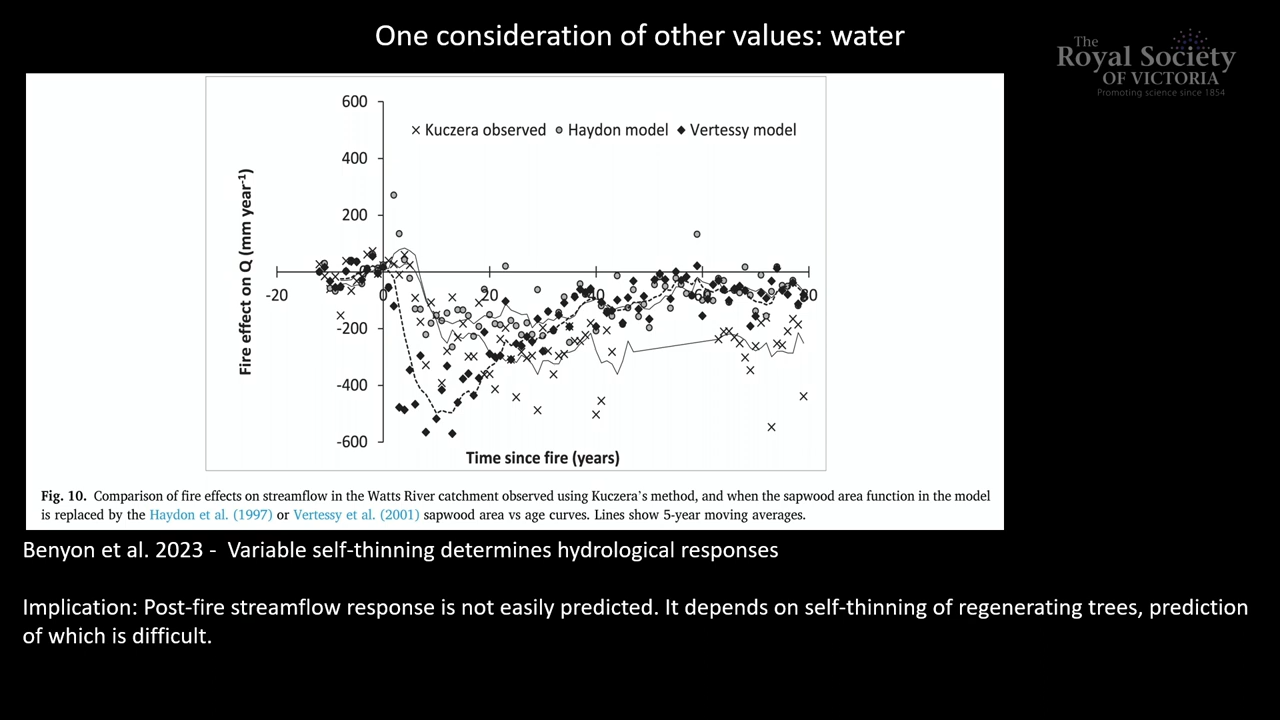 One consideration of other values: water
The
Royal Society
OF VICTORIA
Promoting science since 1854
600
400
200
0
-200
-400
-600
-20
20
40
60
80
Kuczera observed
Haydon model
Vertessy model
Fire effect on Q (mm year⁻¹)
Time since fire (years)
Fig. 10. Comparison of fire effects on streamflow in the Watts River catchment observed using Kuczera's method, and when the sapwood area function in the model
is replaced by the Haydon et al. (1997) or Vertessy et al. (2001) sapwood area vs age curves. Lines show 5-year moving averages.
Benyon et al. 2023 - Variable self-thinning determines hydrological responses
Implication: Post-fire streamflow response is not easily predicted. It depends on self-thinning of regenerating trees, prediction
of which is difficult.